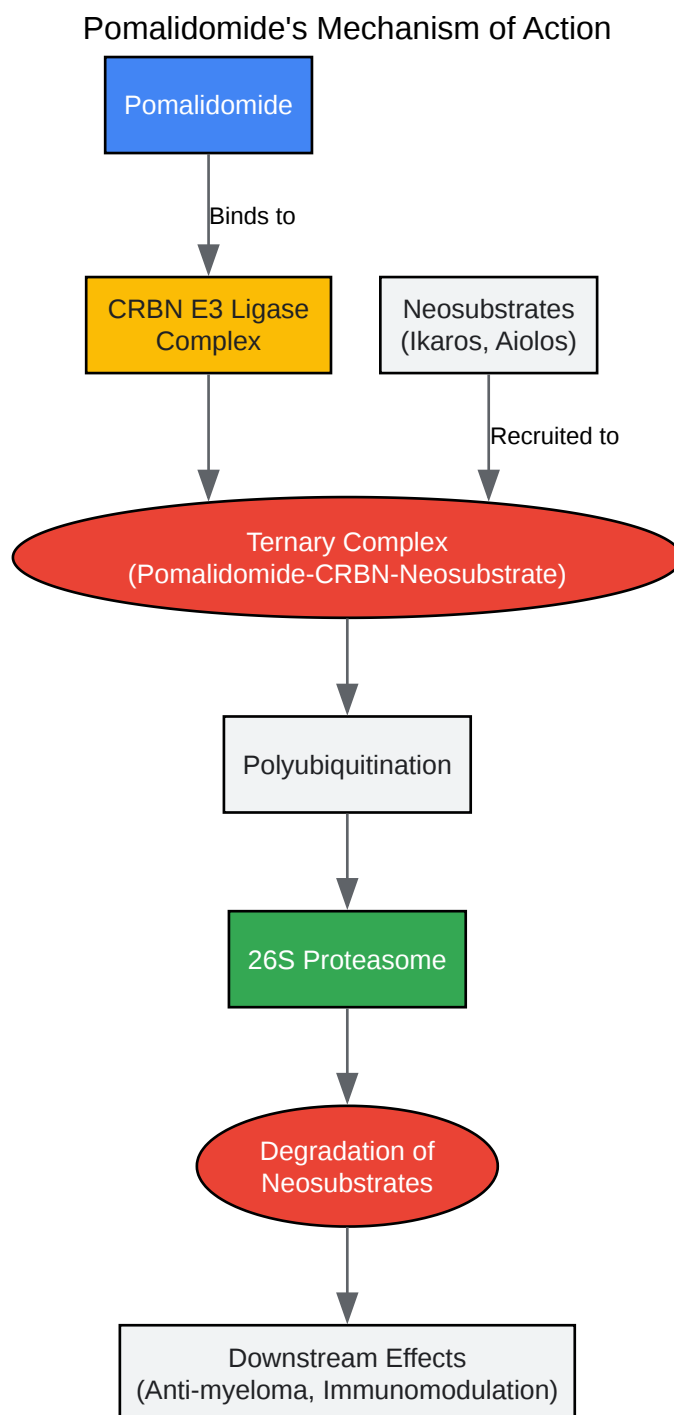 Pomalidomide's Mechanism of Action
Pomalidomide
Binds to
CRBN E3 Ligase
Complex
Neosubstrates
(Ikaros, Aiolos)
Recruited to
Ternary Complex
(Pomalidomide-CRBN-Neosubstrate)
Polyubiquitination
26S Proteasome
Degradation of
Neosubstrates
Downstream Effects
(Anti-myeloma, Immunomodulation)